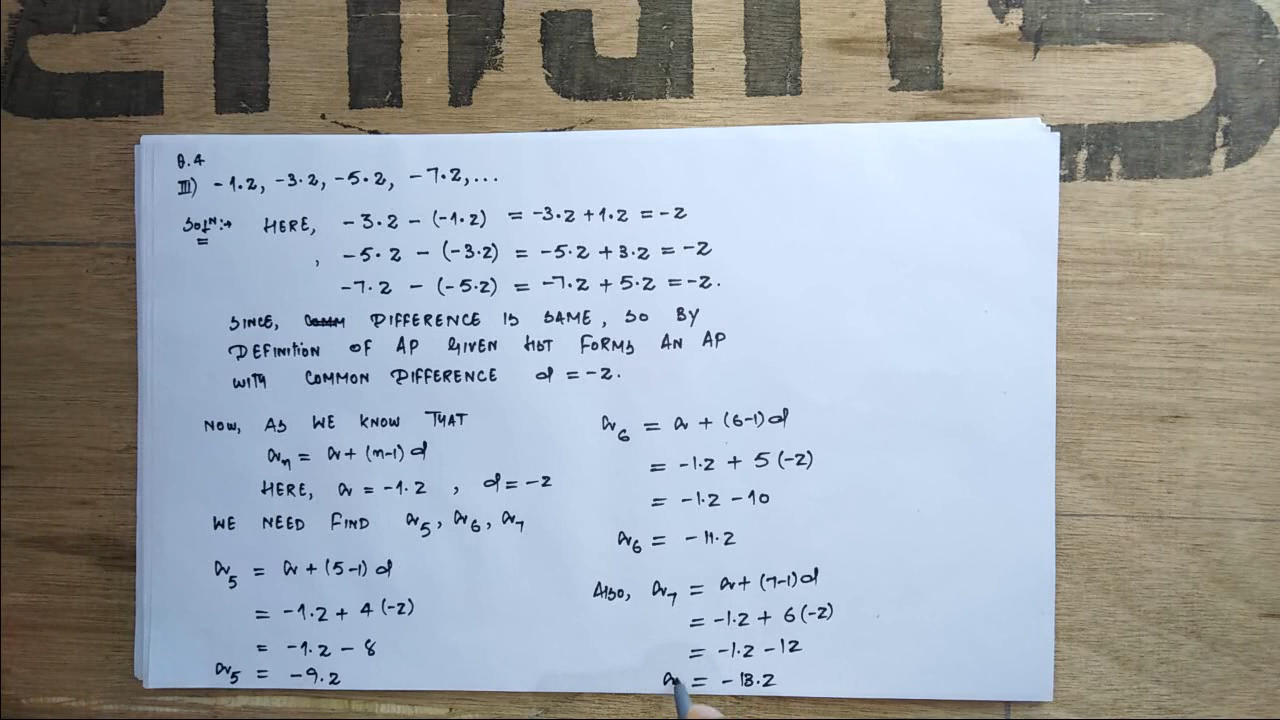 Q.4
III) -1.2, -3.2, -5.2, -7.2,...
SOLN:→ HERE, -3.2 - (-1.2) = -3.2 + 1.2 = -2
, -5.2 - (-3.2) = -5.2 + 3.2 = -2
-7.2 - (-5.2) = -7.2 + 5.2 = -2.
SINCE, DIFFERENCE IS SAME, SO BY
DEFINITION OF AP GIVEN LIST FORMS AN AP
WITH COMMON DIFFERENCE d = -2.
NOW, AS WE KNOW THAT
aₙ = a + (n-1) d
HERE, a = -1.2 , d = -2
WE NEED FIND a₅, a₆, a₇
a₅ = a + (5-1) d
= -1.2 + 4 (-2)
= -1.2 - 8
a₅ = -9.2
a₆ = a + (6-1) d
= -1.2 + 5 (-2)
= -1.2 - 10
a₆ = -11.2
ALSO, a₇ = a + (7-1) d
= -1.2 + 6 (-2)
= -1.2 - 12
a = -13.2